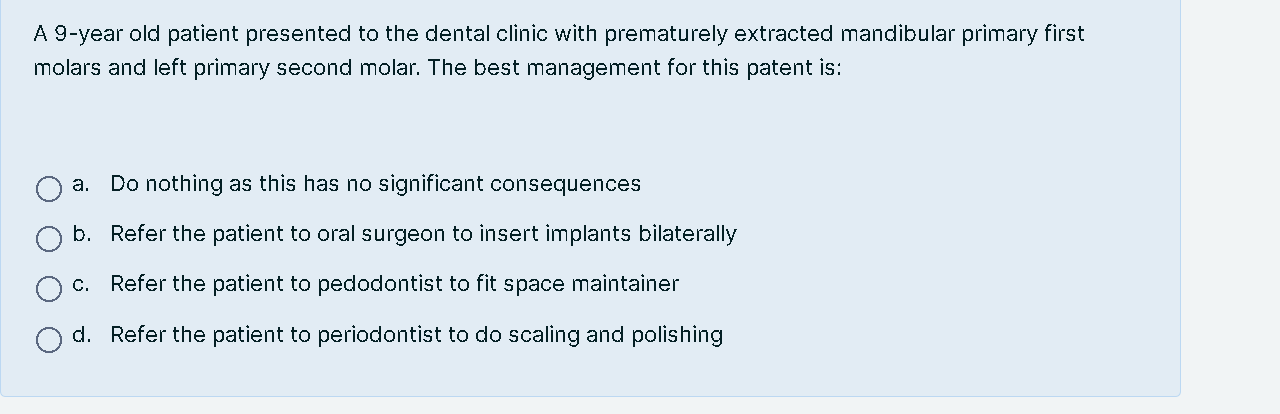 A 9-year old patient presented to the dental clinic with prematurely extracted mandibular primary first
molars and left primary second molar. The best management for this patent is:
a. Do nothing as this has no significant consequences
b. Refer the patient to oral surgeon to insert implants bilaterally
c. Refer the patient to pedodontist to fit space maintainer
d. Refer the patient to periodontist to do scaling and polishing